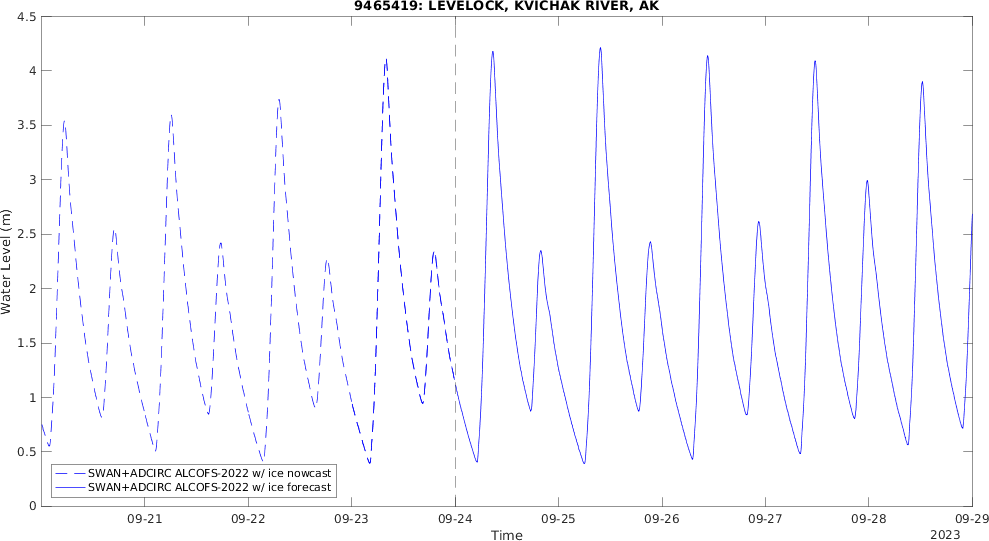 9465419: LEVELOCK, KVICHAK RIVER, AK
4.5
4
3.5
3
2.5
2
1.5
1
0.5
0
Water Level (m)
SWAN+ADCIRC ALCOFS-2022 w/ ice nowcast
SWAN+ADCIRC ALCOFS-2022 w/ ice forecast
09-21 09-22 09-23 09-24 09-25 09-26 09-27 09-28 09-29
Time
2023